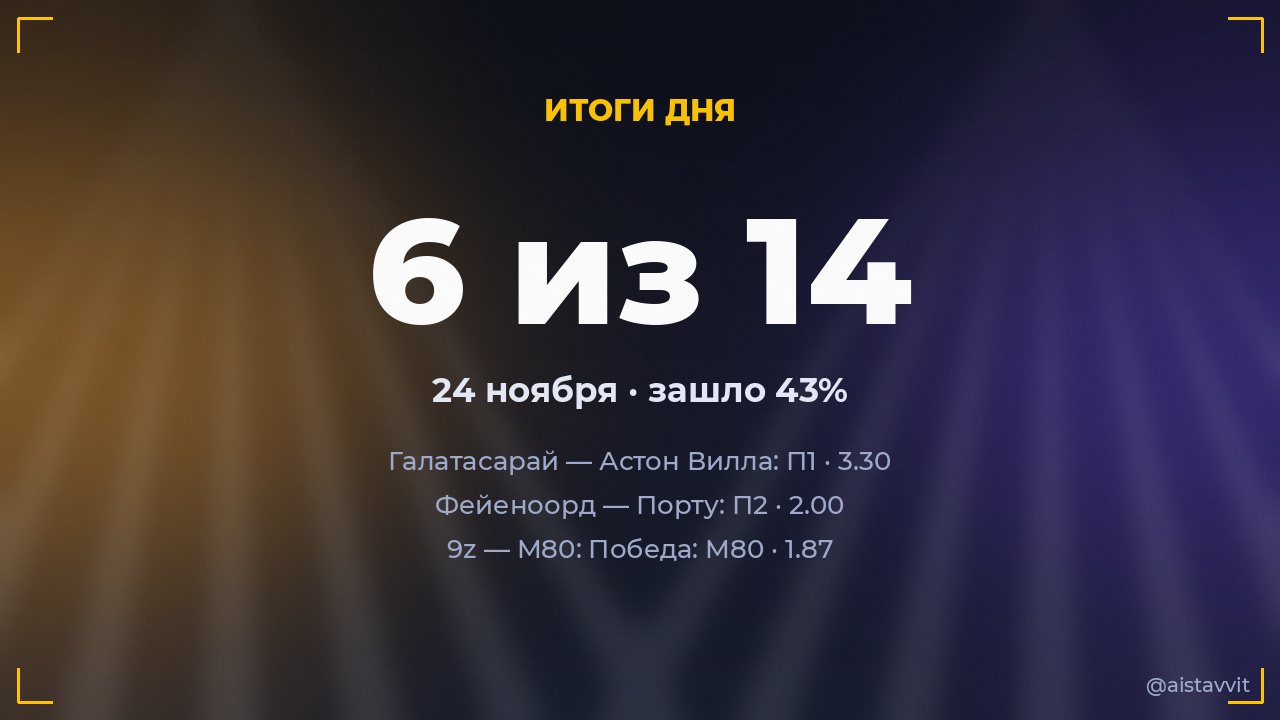 ИТОГИ ДНЯ
6 из 14
24 ноября · зашло 43%
Галатасарай — Астон Вилла: П1 · 3.30
Фейеноорд — Порту: П2 · 2.00
9z — M80: Победа: M80 · 1.87
@aistavvit